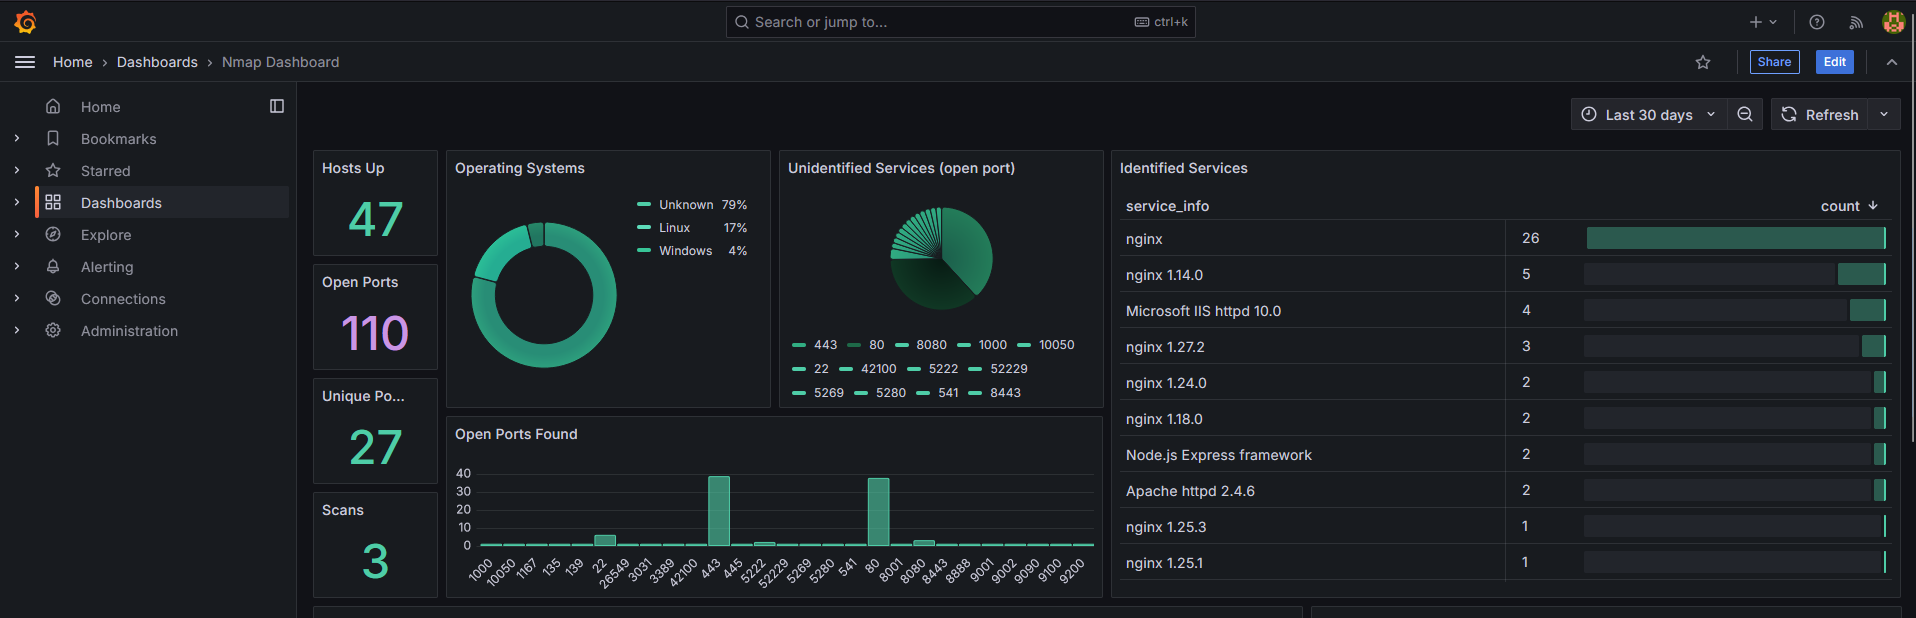 Search or jump to...
ctrl+k
Home › Dashboards › Nmap Dashboard
Share
Edit
Home
Bookmarks
Starred
Dashboards
Explore
Alerting
Connections
Administration
Last 30 days
Refresh
Hosts Up
47
Open Ports
110
Unique Po...
27
Scans
3
Operating Systems
Unknown 79%
Linux 17%
Windows 4%
Unidentified Services (open port)
443 80 8080 1000 10050
22 42100 5222 52229
5269 5280 541 8443
Open Ports Found
40
30
20
10
0
1000 10050 1167 135 139 22 26549 3031 3389 42100 443 445 5222 52229 5269 5280 541 80 8001 8080 8443 8888 9001 9002 9090 9100 9200
Identified Services
service_info count
nginx 26
nginx 1.14.0 5
Microsoft IIS httpd 10.0 4
nginx 1.27.2 3
nginx 1.24.0 2
nginx 1.18.0 2
Node.js Express framework 2
Apache httpd 2.4.6 2
nginx 1.25.3 1
nginx 1.25.1 1